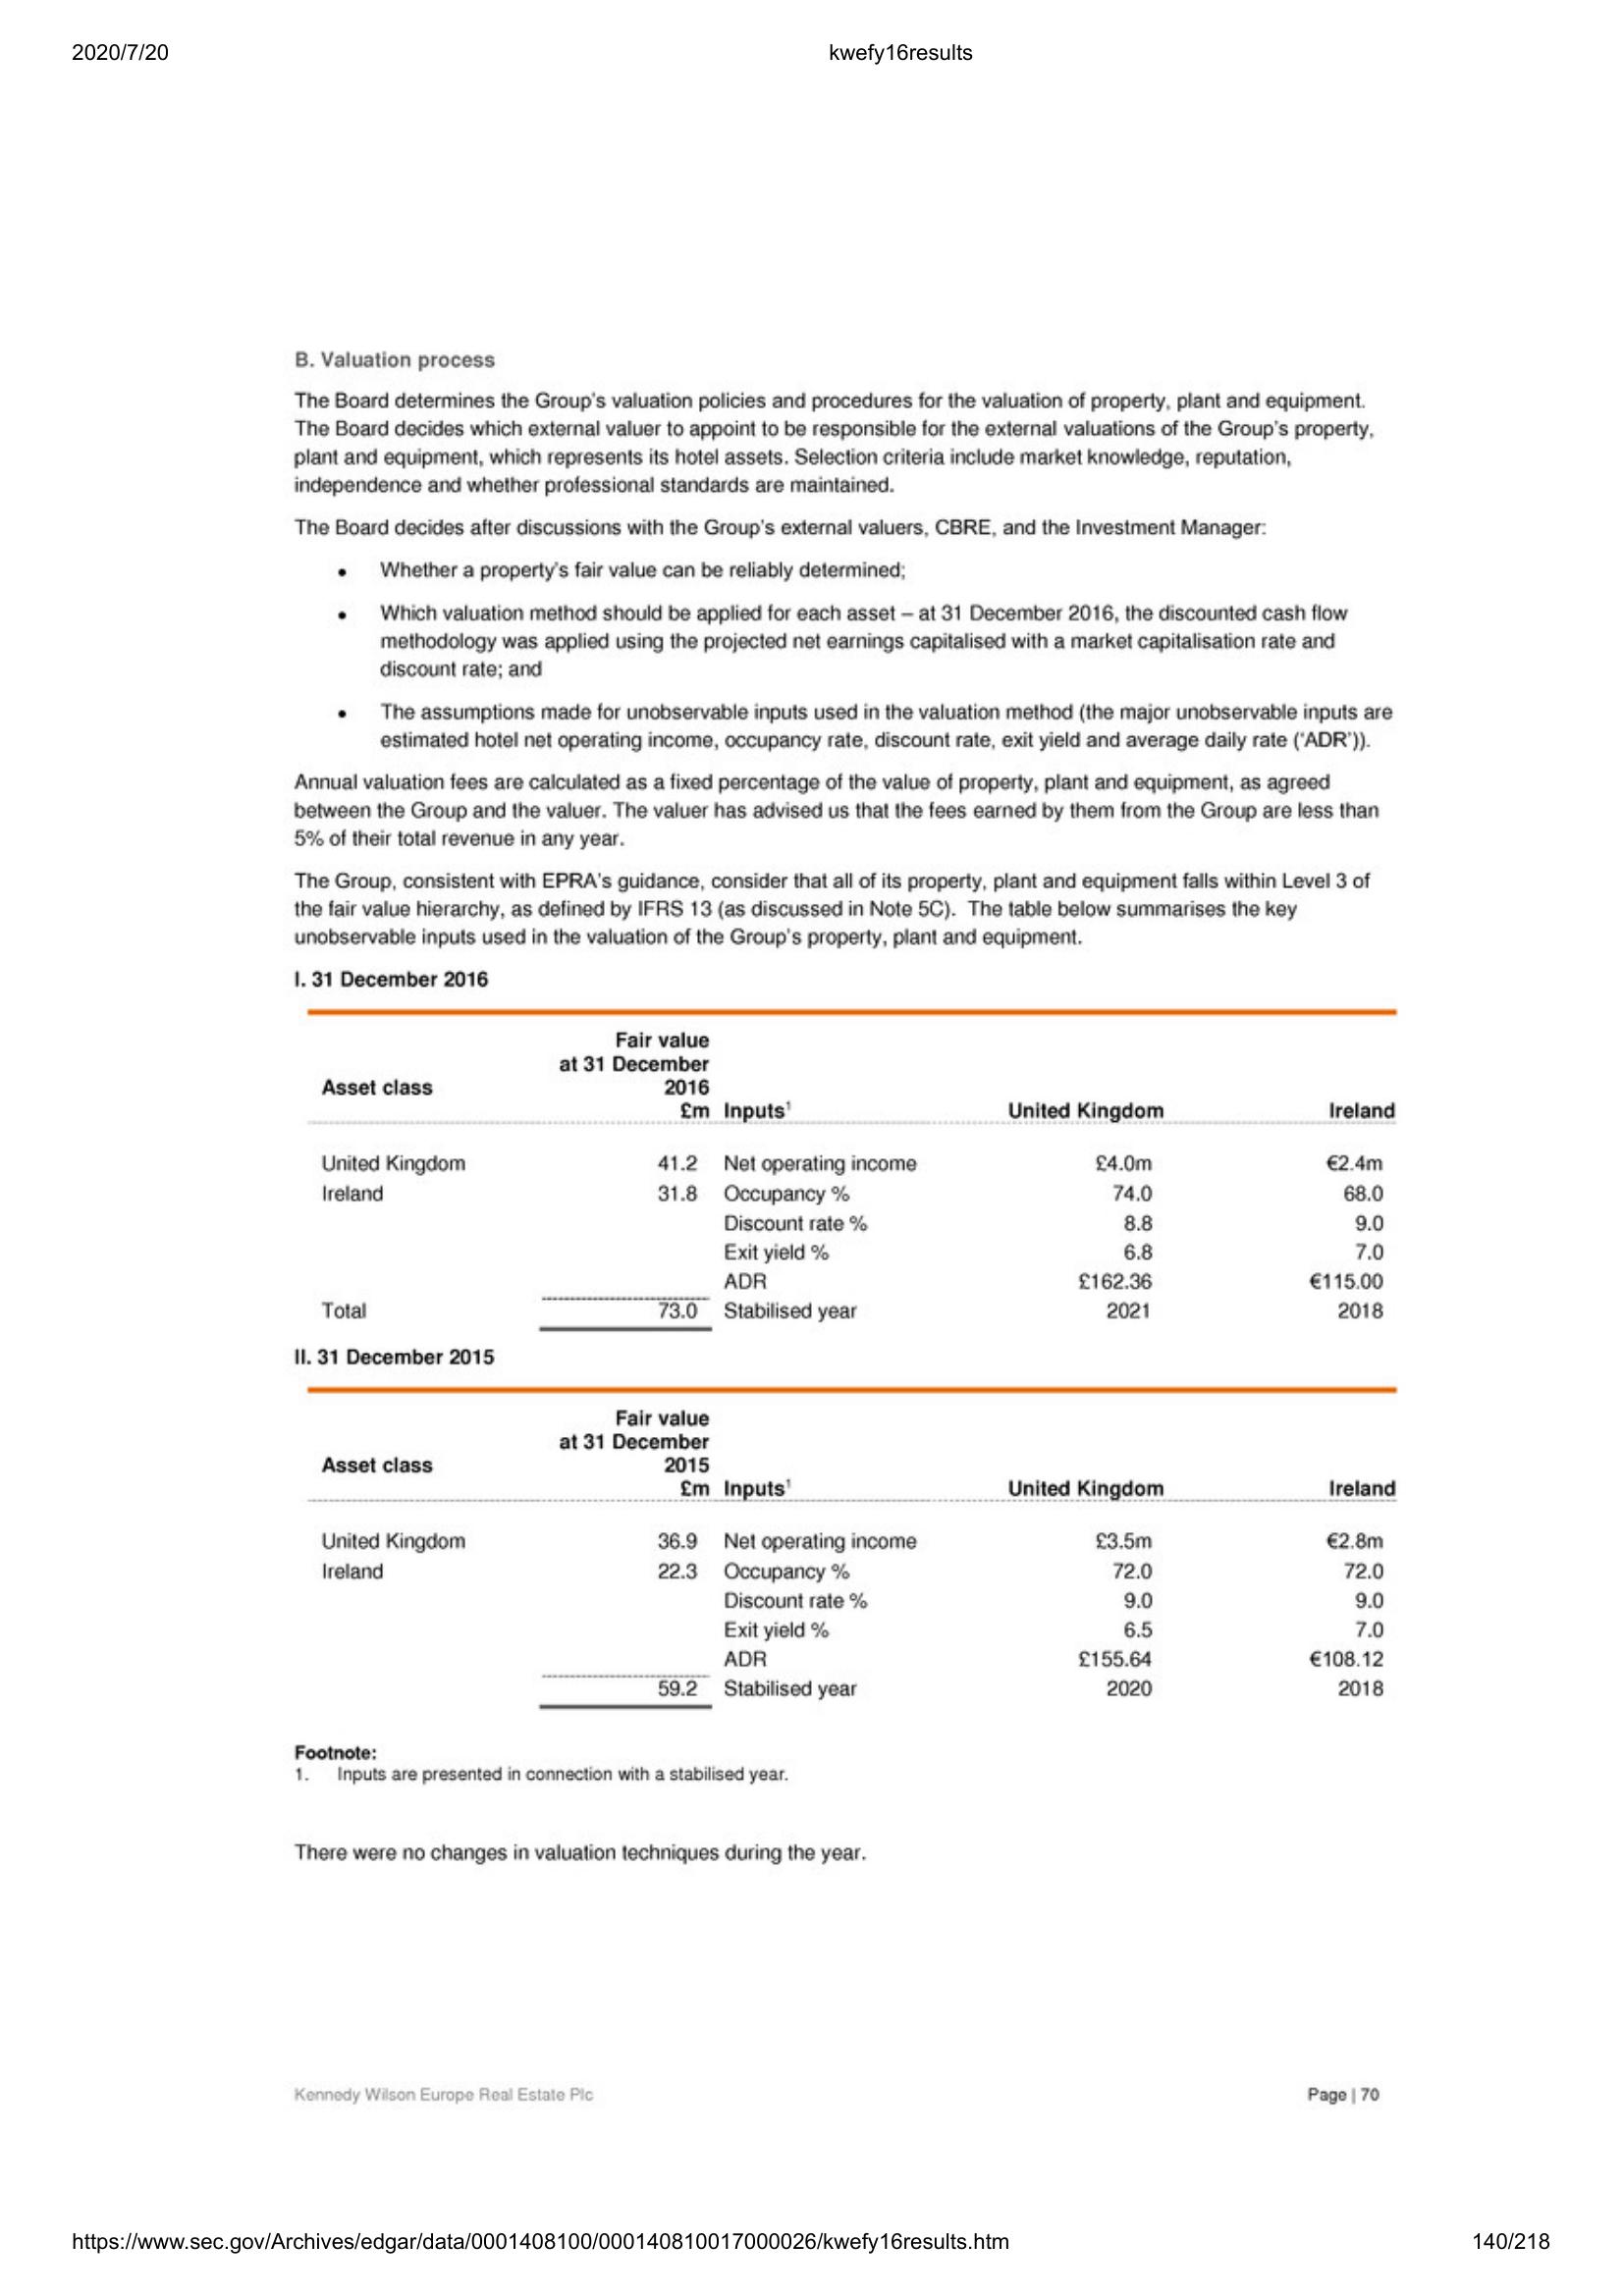 2020/7/20 kwefy16results
B. Valuation process
The Board determines the Group's valuation policies and procedures for the valuation of property, plant and equipment.
The Board decides which external valuer to appoint to be responsible for the external valuations of the Group's property,
plant and equipment, which represents its hotel assets. Selection criteria include market knowledge, reputation,
independence and whether professional standards are maintained.
The Board decides after discussions with the Group's external valuers, CBRE, and the Investment Manager:
• Whether a property's fair value can be reliably determined;
• Which valuation method should be applied for each asset – at 31 December 2016, the discounted cash flow
methodology was applied using the projected net earnings capitalised with a market capitalisation rate and
discount rate; and
• The assumptions made for unobservable inputs used in the valuation method (the major unobservable inputs are
estimated hotel net operating income, occupancy rate, discount rate, exit yield and average daily rate ('ADR')).
Annual valuation fees are calculated as a fixed percentage of the value of property, plant and equipment, as agreed
between the Group and the valuer. The valuer has advised us that the fees earned by them from the Group are less than
5% of their total revenue in any year.
The Group, consistent with EPRA's guidance, consider that all of its property, plant and equipment falls within Level 3 of
the fair value hierarchy, as defined by IFRS 13 (as discussed in Note 5C). The table below summarises the key
unobservable inputs used in the valuation of the Group's property, plant and equipment.
I. 31 December 2016
Fair value
at 31 December
Asset class 2016
£m Inputs¹ United Kingdom Ireland
United Kingdom 41.2 Net operating income £4.0m €2.4m
Ireland 31.8 Occupancy % 74.0 68.0
Discount rate % 8.8 9.0
Exit yield % 6.8 7.0
ADR £162.36 €115.00
Total 73.0 Stabilised year 2021 2018
II. 31 December 2015
Fair value
at 31 December
Asset class 2015
£m Inputs¹ United Kingdom Ireland
United Kingdom 36.9 Net operating income £3.5m €2.8m
Ireland 22.3 Occupancy % 72.0 72.0
Discount rate % 9.0 9.0
Exit yield % 6.5 7.0
ADR £155.64 €108.12
59.2 Stabilised year 2020 2018
Footnote:
1. Inputs are presented in connection with a stabilised year.
There were no changes in valuation techniques during the year.
Kennedy Wilson Europe Real Estate Plc Page | 70
https://www.sec.gov/Archives/edgar/data/0001408100/000140810017000026/kwefy16results.htm 140/218